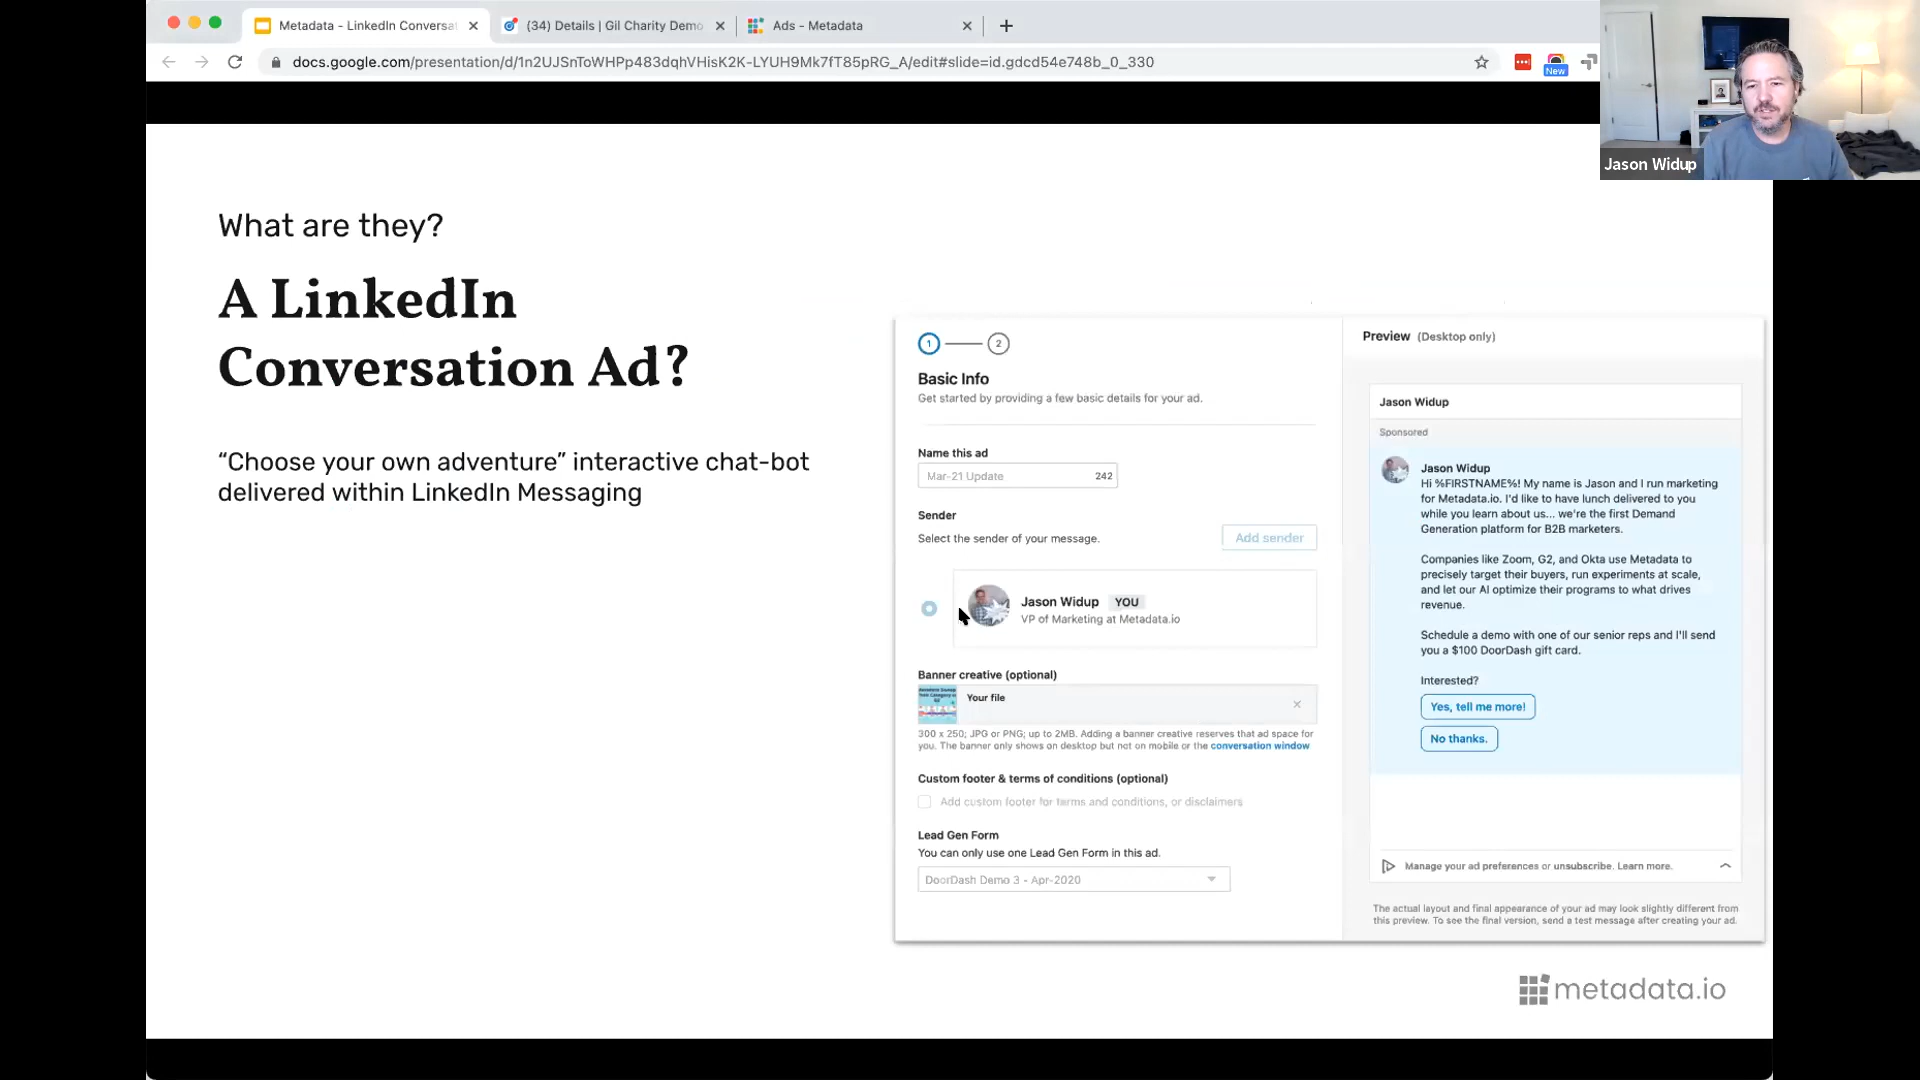 Metadata - LinkedIn Conversat
(34) Details | Gil Charity Demo
Ads - Metadata
docs.google.com/presentation/d/1n2UJSnToWHPp483dqhVHisK2K-LYUH9Mk7fT85pRG_A/edit#slide=id.gdcd54e748b_0_330
New
Jason Widup
What are they?
A LinkedIn
Conversation Ad?
“Choose your own adventure” interactive chat-bot
delivered within LinkedIn Messaging
1
2
Basic Info
Get started by providing a few basic details for your ad.
Name this ad
Mar-21 Update 242
Sender
Select the sender of your message.
Add sender
Jason Widup YOU
VP of Marketing at Metadata.io
Banner creative (optional)
Your file
300 x 250; JPG or PNG; up to 2MB. Adding a banner creative reserves that ad space for
you. The banner only shows on desktop but not on mobile or the conversation window
Custom footer & terms of conditions (optional)
Add custom footer for terms and conditions, or disclaimers
Lead Gen Form
You can only use one Lead Gen Form in this ad.
DoorDash Demo 3 - Apr-2020
Preview (Desktop only)
Jason Widup
Sponsored
Jason Widup
Hi %FIRSTNAME%! My name is Jason and I run marketing
for Metadata.io. I'd like to have lunch delivered to you
while you learn about us... we're the first Demand
Generation platform for B2B marketers.
Companies like Zoom, G2, and Okta use Metadata to
precisely target their buyers, run experiments at scale,
and let our AI optimize their programs to what drives
revenue.
Schedule a demo with one of our senior reps and I'll send
you a $100 DoorDash gift card.
Interested?
Yes, tell me more!
No thanks.
Manage your ad preferences or unsubscribe. Learn more.
The actual layout and final appearance of your ad may look slightly different from
this preview. To see the final version, send a test message after creating your ad.
metadata.io